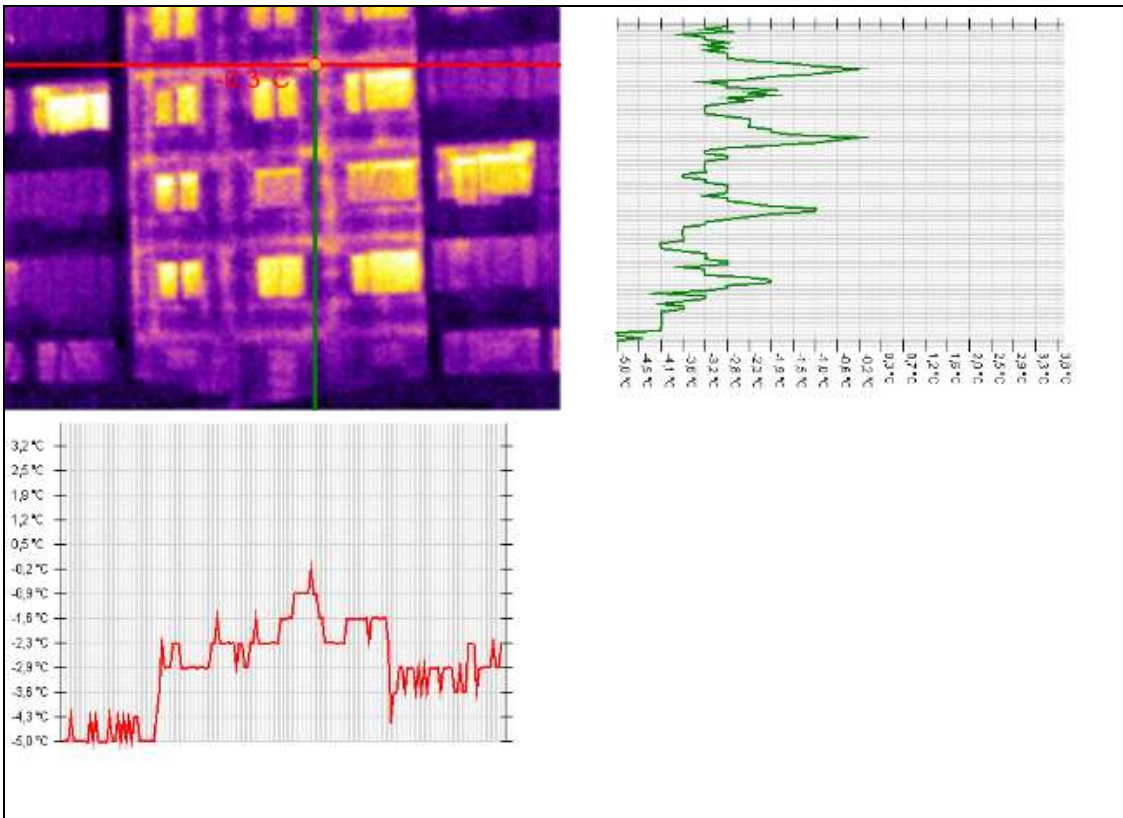 -0,3°C
-5,0 °C
-4,5 °C
-4,1 °C
-3,6 °C
-3,2 °C
-2,8 °C
-2,3 °C
-1,9 °C
-1,5 °C
-1,0 °C
-0,6 °C
-0,2 °C
0,3 °C
0,7 °C
1,2 °C
1,6 °C
2,0 °C
2,5 °C
2,9 °C
3,3 °C
3,8 °C
3,2 °C
2,5 °C
1,8 °C
1,2 °C
0,5 °C
-0,2 °C
-0,9 °C
-1,6 °C
-2,3 °C
-2,9 °C
-3,6 °C
-4,3 °C
-5,0 °C